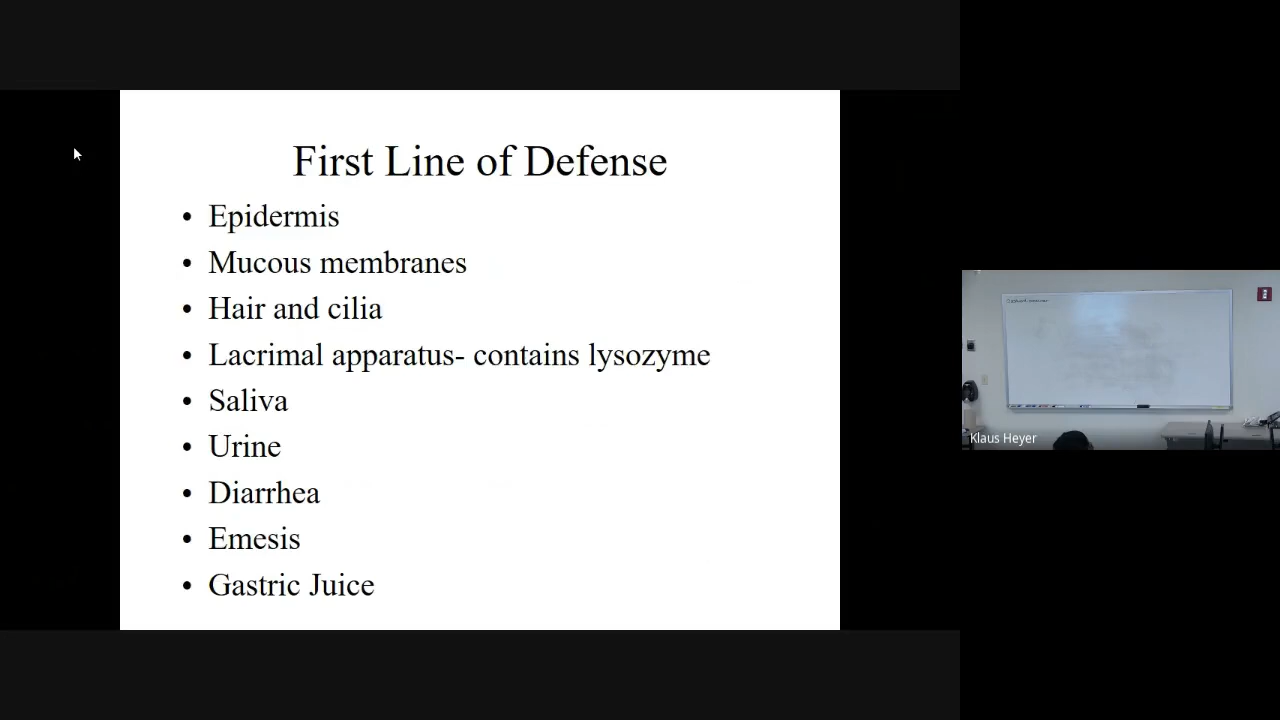 First Line of Defense
• Epidermis
• Mucous membranes
• Hair and cilia
• Lacrimal apparatus- contains lysozyme
• Saliva
• Urine
• Diarrhea
• Emesis
• Gastric Juice
Klaus Heyer